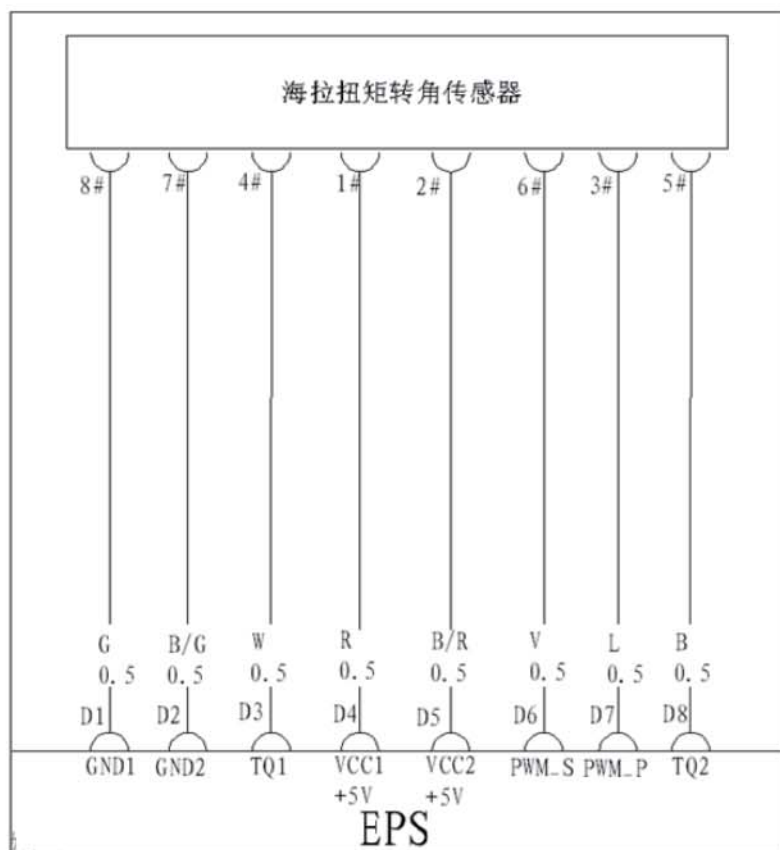 海拉扭矩转角传感器
8# 7# 4# 1# 2# 6# 3# 5#
G B/G W R B/R V L B
0.5 0.5 0.5 0.5 0.5 0.5 0.5 0.5
D1 D2 D3 D4 D5 D6 D7 D8
GND1 GND2 TQ1 VCC1 VCC2 PWM_S PWM_P TQ2
+5V +5V
EPS